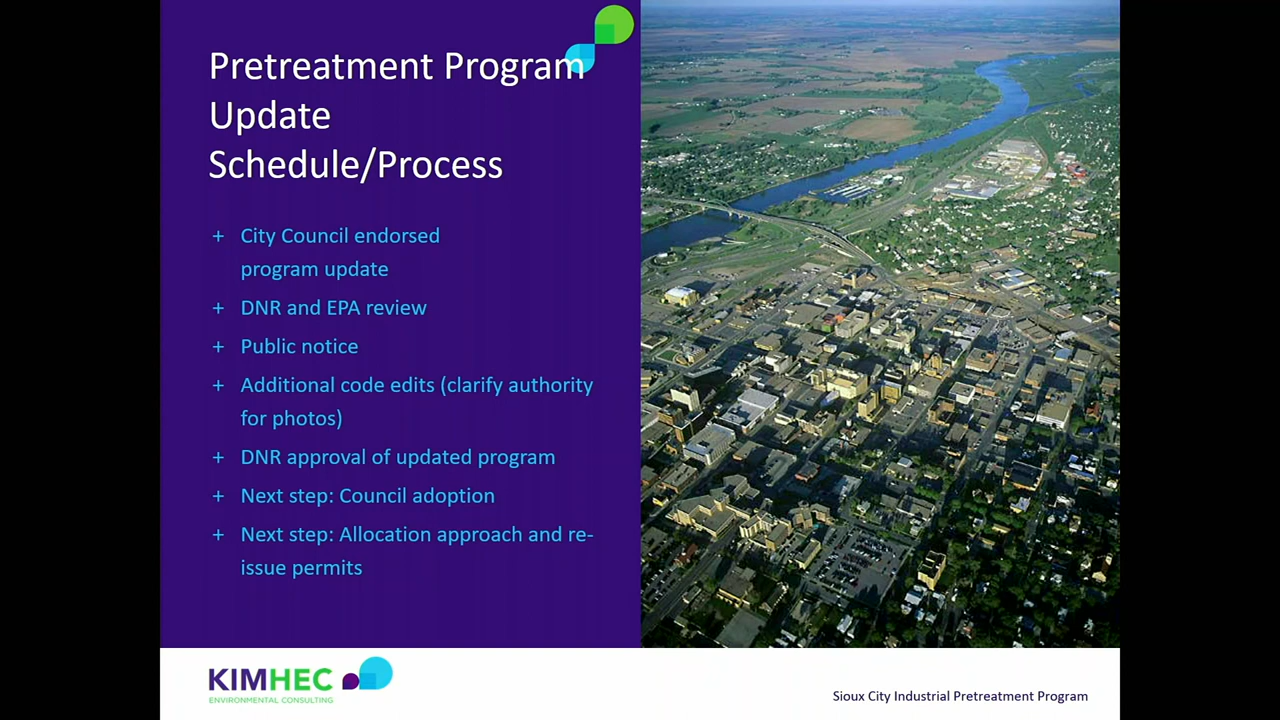 Pretreatment Program
Update
Schedule/Process
+ City Council endorsed
program update
+ DNR and EPA review
+ Public notice
+ Additional code edits (clarify authority
for photos)
+ DNR approval of updated program
+ Next step: Council adoption
+ Next step: Allocation approach and re-
issue permits
KIMHEC
ENVIRONMENTAL CONSULTING
Sioux City Industrial Pretreatment Program